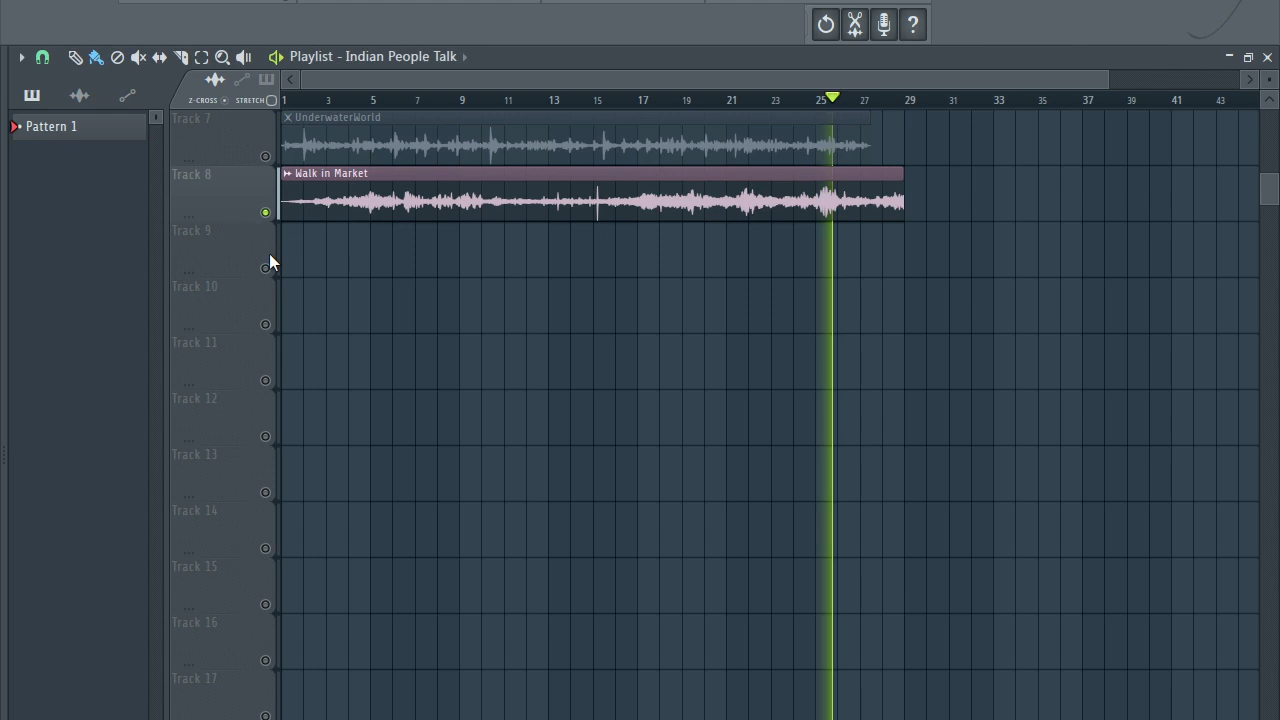 ?
Playlist - Indian People Talk
Z-CROSS STRETCH
1 3 5 7 9 11 13 15 17 19 21 23 25 27 29 31 33 35 37 39 41 43
Pattern 1
Track 7
UnderwaterWorld
Track 8
Walk in Market
Track 9
Track 10
Track 11
Track 12
Track 13
Track 14
Track 15
Track 16
Track 17